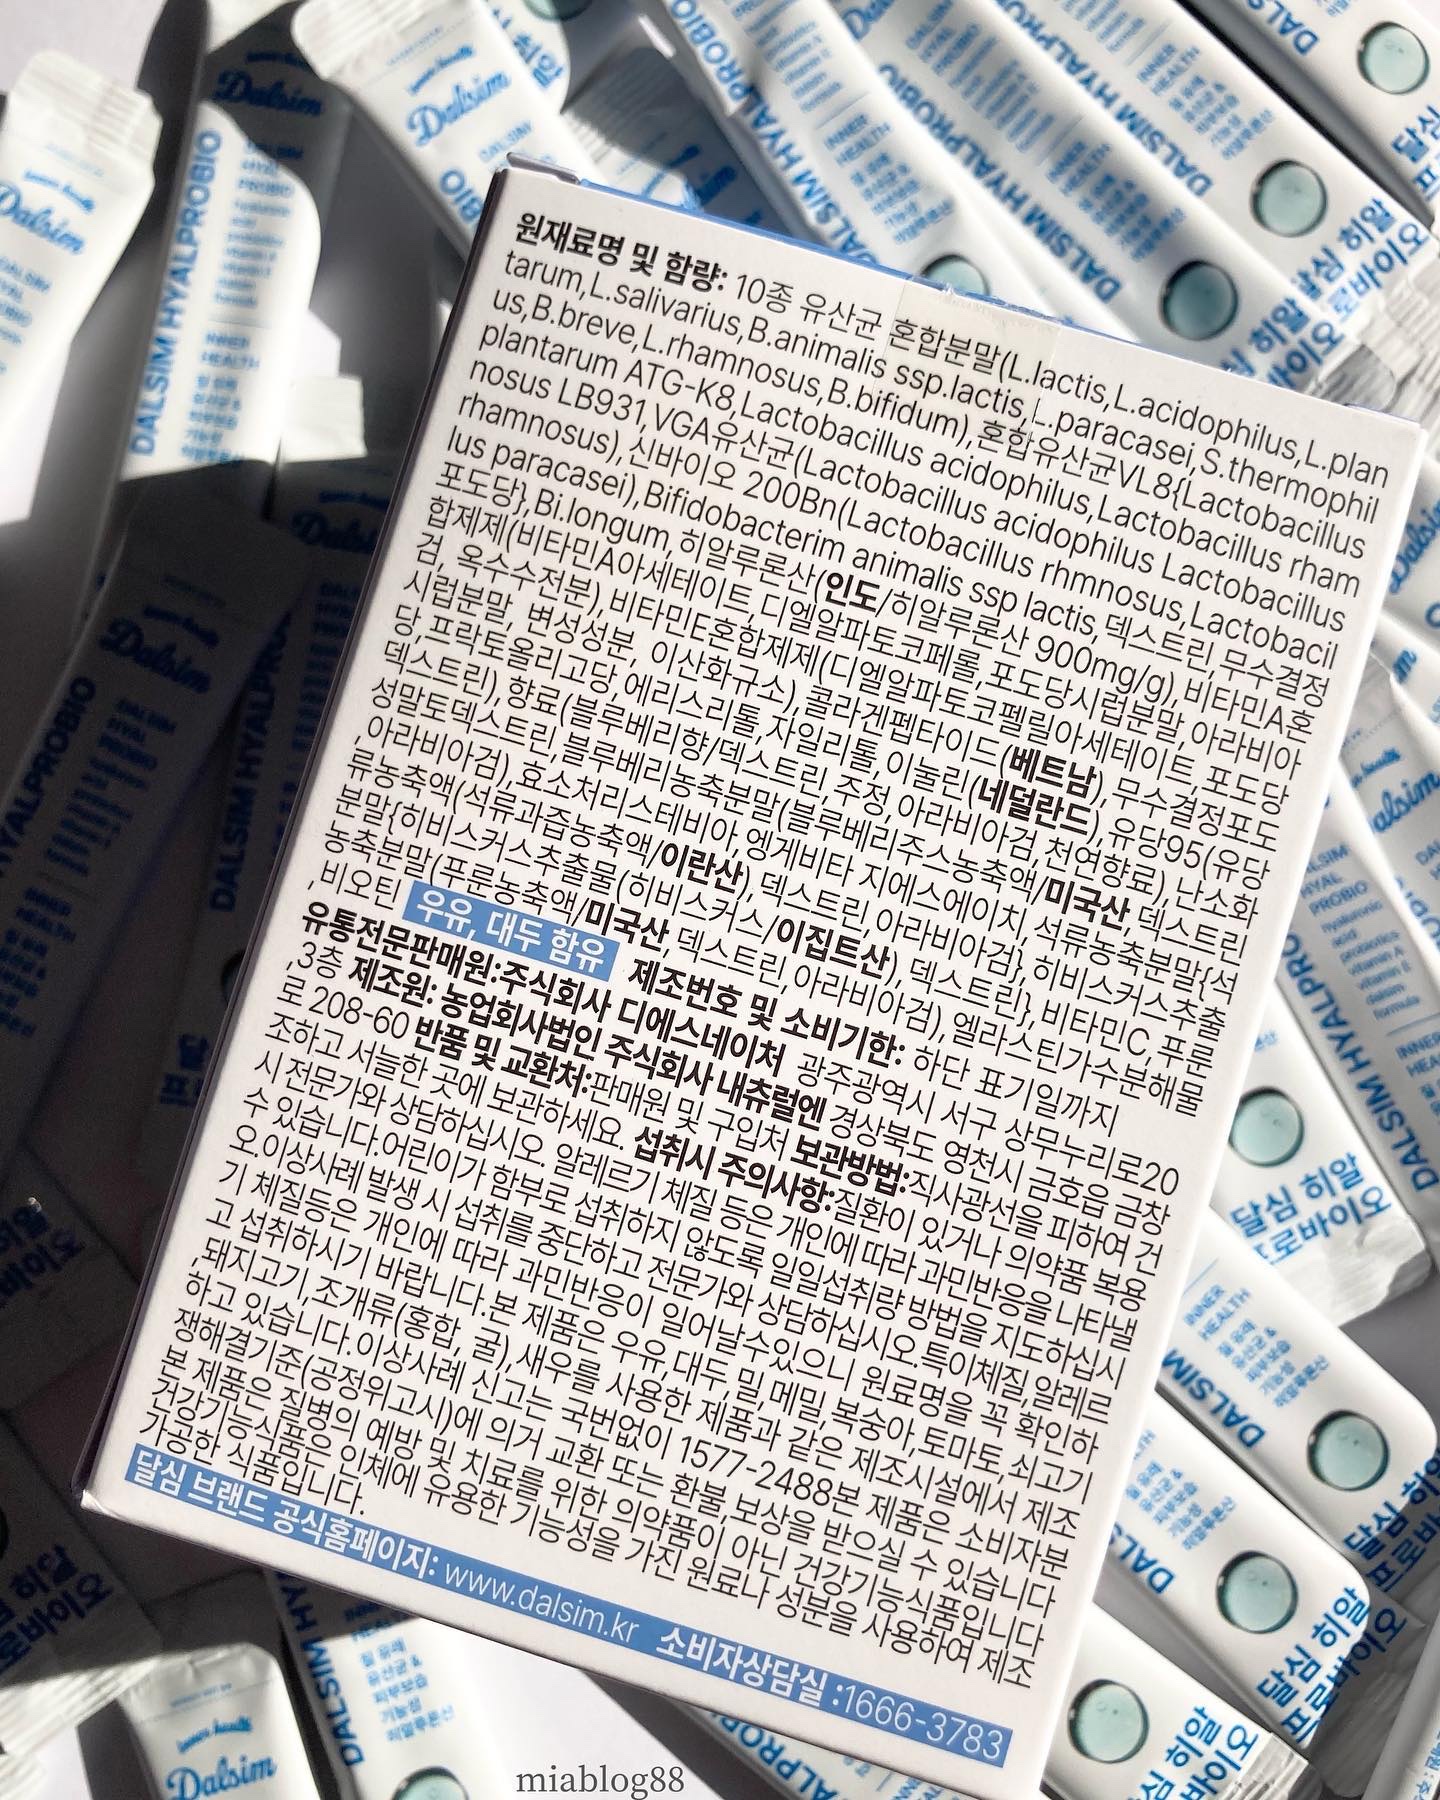 원재료명 및 함량: 10종 유산균 혼합분말(L.lactis,L.acidophilus,L.plan
tarum,L.salivarius,B.animalis ssp.lactis,L.paracasei,S.thermophil
us,B.breve,L.rhamnosus,B.bifidum),혼합유산균VL8{Lactobacillus
plantarum ATG-K8,Lactobacillus acidophilus,Lactobacillus rham
nosus LB931,VGA유산균(Lactobacillus acidophilus Lactobacillus
rhamnosus),신바이오 200Bn(Lactobacillus rhmnosus,Lactobacil
lus paracasei),Bifidobacterim animalis ssp lactis,덱스트린,무수결정
포도당},Bi.longum,히알루론산(인도/히알루론산 900mg/g),비타민A혼
합제제(비타민A아세테이트,디엘알파토코페롤,포도당시럽분말,아라비아
검, 옥수수전분),비타민E혼합제제(디엘알파토코펠릴아세테이트,포도당
시럽분말, 변성성분, 이산화규소),콜라겐펩타이드(베트남),무수결정포도
당,프락토올리고당,에리스리톨,자일리톨,이눌린(네덜란드),유당95(유당
덱스트린),향료(블루베리향/덱스트린,주정,아라비아검,천연향료),난소화
성말토덱스트린,블루베리농축분말(블루베리주스농축액/미국산,덱스트린
,아라비아검),효소처리스테비아,엥게비타 지에스에이치, 석류농축분말{석
류농축액(석류과즙농축액/이란산),덱스트린,아라비아검},히비스커스추출
분말{히비스커스추출물(히비스커스/이집트산),덱스트린},비타민C,푸룬
농축분말(푸룬농축액/미국산,덱스트린,아라비아검),엘라스틴가수분해물
,비오틴 우유, 대두 함유 제조번호 및 소비기한: 하단 표기일까지
유통전문판매원:주식회사 디에스네이처 광주광역시 서구 상무누리로20
,3층 제조원: 농업회사법인 주식회사 내츄럴엔 경상북도 영천시 금호읍 금창
로 208-60 반품 및 교환처:판매원 및 구입처 보관방법:직사광선을 피하여 건
조하고 서늘한 곳에 보관하세요. 섭취시 주의사항:질환이 있거나 의약품 복용
시 전문가와 상담하십시오. 알레르기 체질 등은 개인에 따라 과민반응을 나타낼
수 있습니다.어린이가 함부로 섭취하지 않도록 일일섭취량 방법을 지도하십시
오.이상사례 발생 시 섭취를 중단하고 전문가와 상담하십시오.특이체질,알레르
기 체질등은 개인에 따라 과민반응이 일어날수있으니 원료명을 꼭 확인하
고 섭취하시기 바랍니다.본 제품은 우유,대두,밀,메밀,복숭아,토마토,쇠고기
,돼지고기,조개류(홍합, 굴),새우를 사용한 제품과 같은 제조시설에서 제조
하고 있습니다.이상사례 신고는 국번없이 1577-2488본 제품은 소비자분
쟁해결기준(공정위고시)에 의거 교환 또는 환불,보상을 받으실 수 있습니다
본 제품은 질병의 예방 및 치료를 위한 의약품이 아닌 건강기능식품입니다
건강기능식품은 인체에 유용한 기능성을 가진 원료나 성분을 사용하여 제조
가공한 식품입니다.
달심 브랜드 공식홈페이지: www.dalsim.kr 소비자상담실 :1666-3783
Dalsim
DALSIM HYALPROBIO
INNER
HEALTH
달심 히알
프로바이오
miablog88